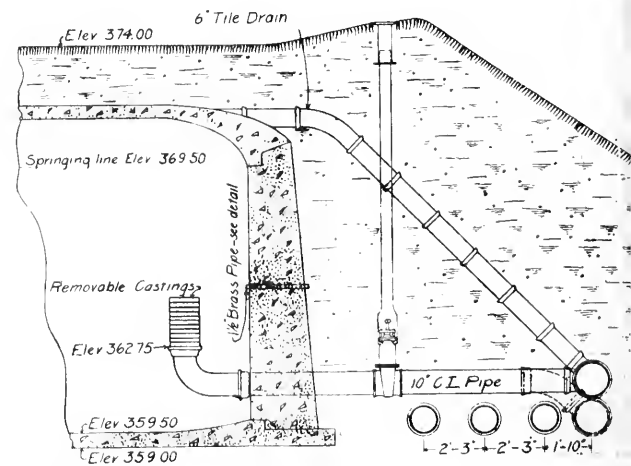 6" Tile Drain
Elev 374.00
Springing line Elev 369.50
1½" Brass Pipe-see detail
Removable Castings
Elev 362.75
10" C.I. Pipe
Elev 359.50
Elev 359.00
2'-3" 2'-3" 1'-10"